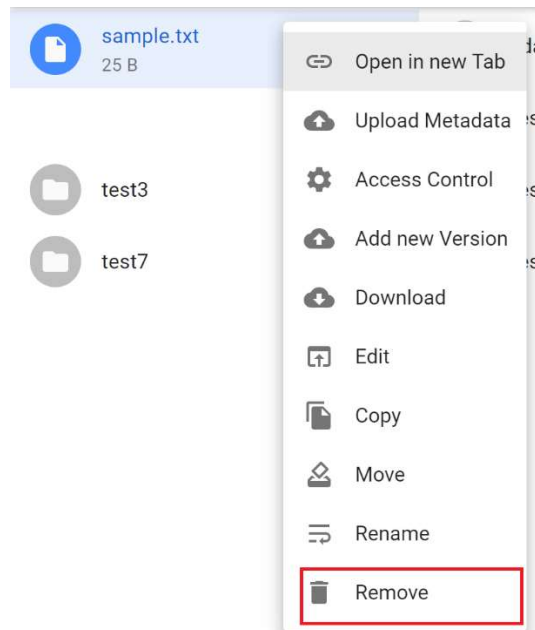 sample.txt
25 B
test3
test7
Open in new Tab
Upload Metadata
Access Control
Add new Version
Download
Edit
Copy
Move
Rename
Remove